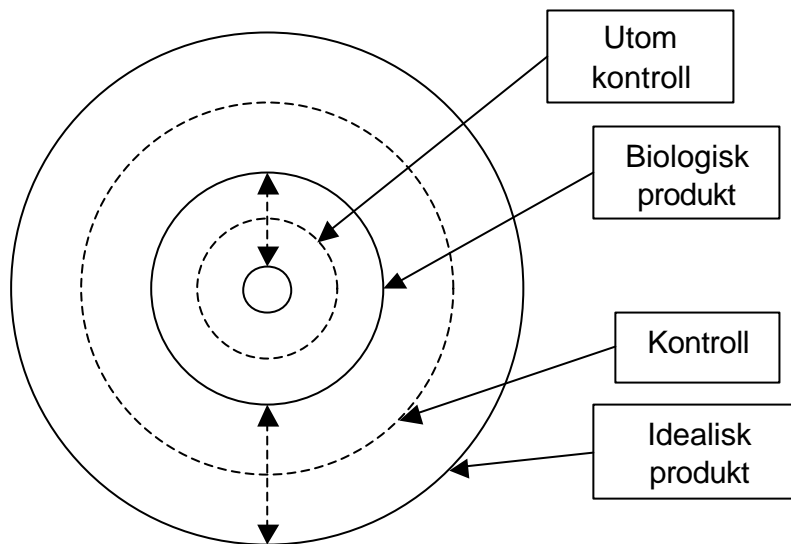 Utom
kontroll
Biologisk
produkt
Kontroll
Idealisk
produkt